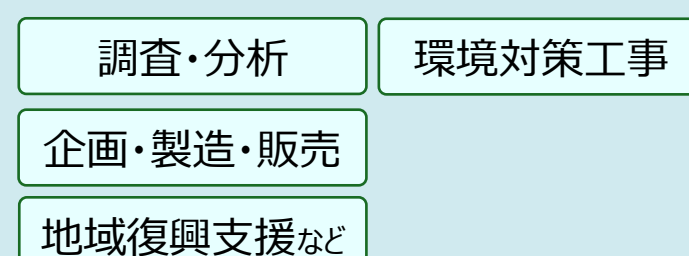 調査・分析
環境対策工事
企画・製造・販売
地域復興支援など